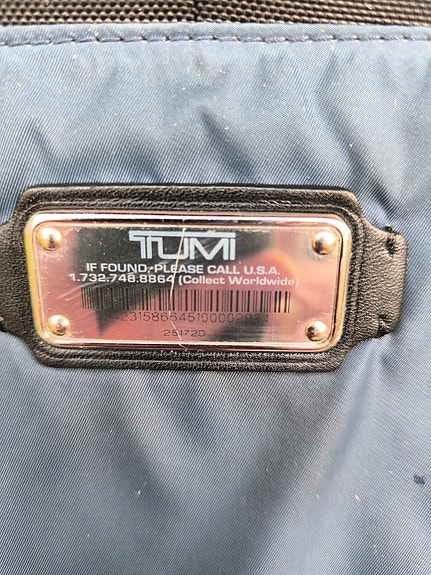 TUMI
IF FOUND, PLEASE CALL U.S.A.
1.732.748.8864 (Collect Worldwide)
251720